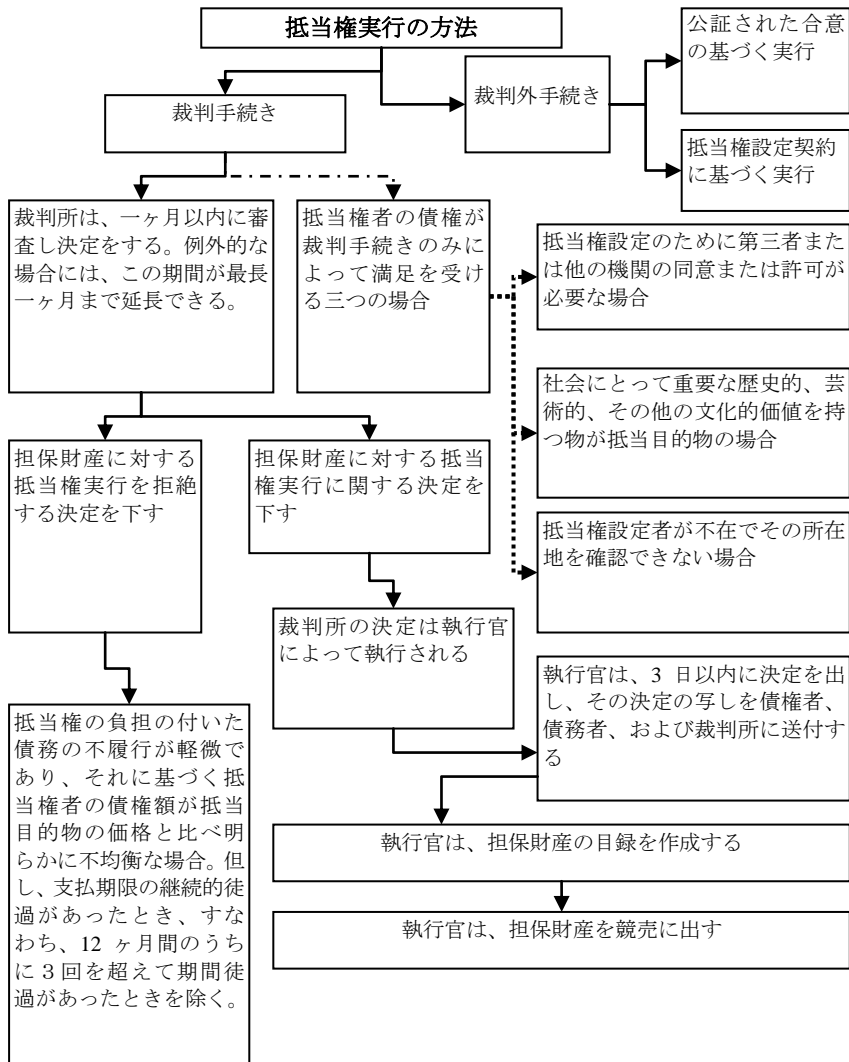 抵当権実行の方法
公証された合意
の基づく実行
裁判外手続き
裁判手続き
抵当権設定契約
に基づく実行
裁判所は、一ヶ月以内に審
査し決定をする。例外的な
場合には、この期間が最長
一ヶ月まで延長できる。
抵当権者の債権が
裁判手続きのみに
よって満足を受け
る三つの場合
抵当権設定のために第三者また
は他の機関の同意または許可が
必要な場合
社会にとって重要な歴史的、芸
術的、その他の文化的価値を持
つ物が抵当目的物の場合
担保財産に対する
抵当権実行を拒絶
する決定を下す
担保財産に対する抵当
権実行に関する決定を
下す
抵当権設定者が不在でその所在
地を確認できない場合
裁判所の決定は執行官
によって執行される
執行官は、3 日以内に決定を出
し、その決定の写しを債権者、
債務者、および裁判所に送付す
る
抵当権の負担の付いた
債務の不履行が軽微で
あり、それに基づく抵
当権者の債権額が抵当
目的物の価格と比べ明
らかに不均衡な場合。但
し、支払期限の継続的徒
過があったとき、すな
わち、12 ヶ月間のうち
に３回を超えて期間徒
過があったときを除く。
執行官は、担保財産の目録を作成する
執行官は、担保財産を競売に出す